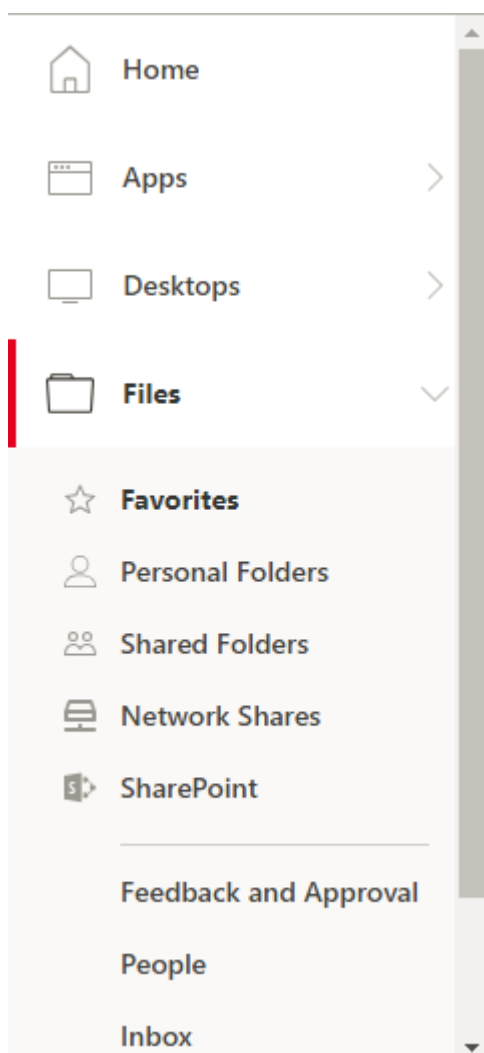 Home
Apps
Desktops
Files
Favorites
Personal Folders
Shared Folders
Network Shares
SharePoint
Feedback and Approval
People
Inbox